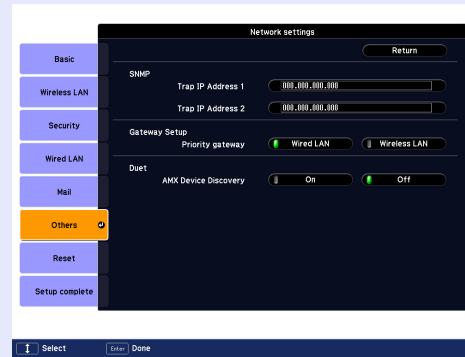 Network settings
Return
Basic
Wireless LAN
Security
Wired LAN
Mail
Others
Reset
Setup complete
SNMP
Trap IP Address 1 000.000.000.000
Trap IP Address 2 000.000.000.000
Gateway Setup
Priority gateway Wired LAN Wireless LAN
Duet
AMX Device Discovery On Off
Select Enter Done